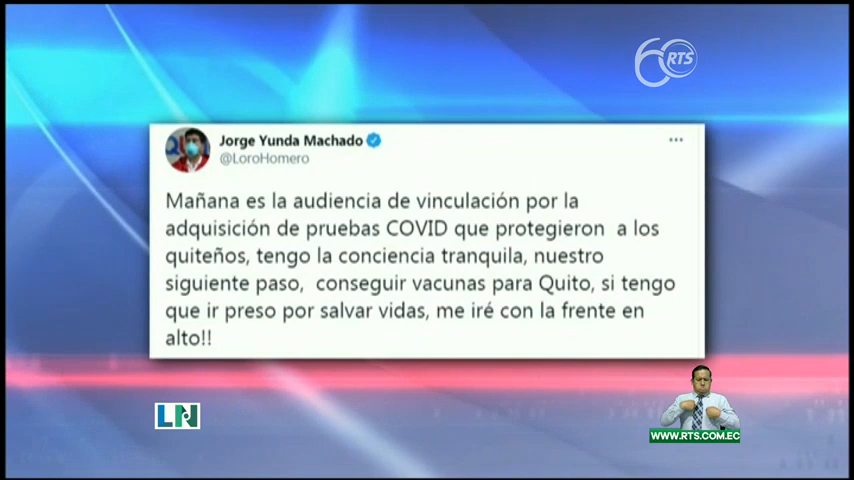 60 RTS
Jorge Yunda Machado
@LoroHomero
Mañana es la audiencia de vinculación por la
adquisición de pruebas COVID que protegieron a los
quiteños, tengo la conciencia tranquila, nuestro
siguiente paso, conseguir vacunas para Quito, si tengo
que ir preso por salvar vidas, me iré con la frente en
alto!!
LN
WWW.RTS.COM.EC